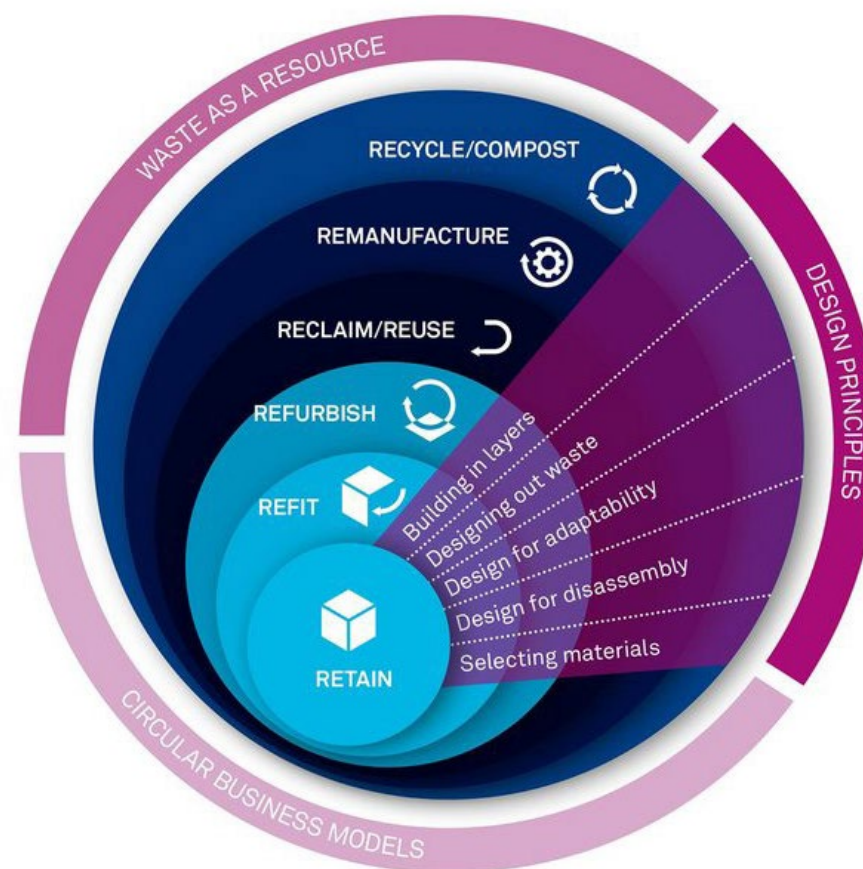 WASTE AS A RESOURCE
RECYCLE/COMPOST
REMANUFACTURE
RECLAIM/REUSE
REFURBISH
REFIT
RETAIN
Building in layers
Designing out waste
Design for adaptability
Design for disassembly
Selecting materials
DESIGN PRINCIPLES
CIRCULAR BUSINESS MODELS